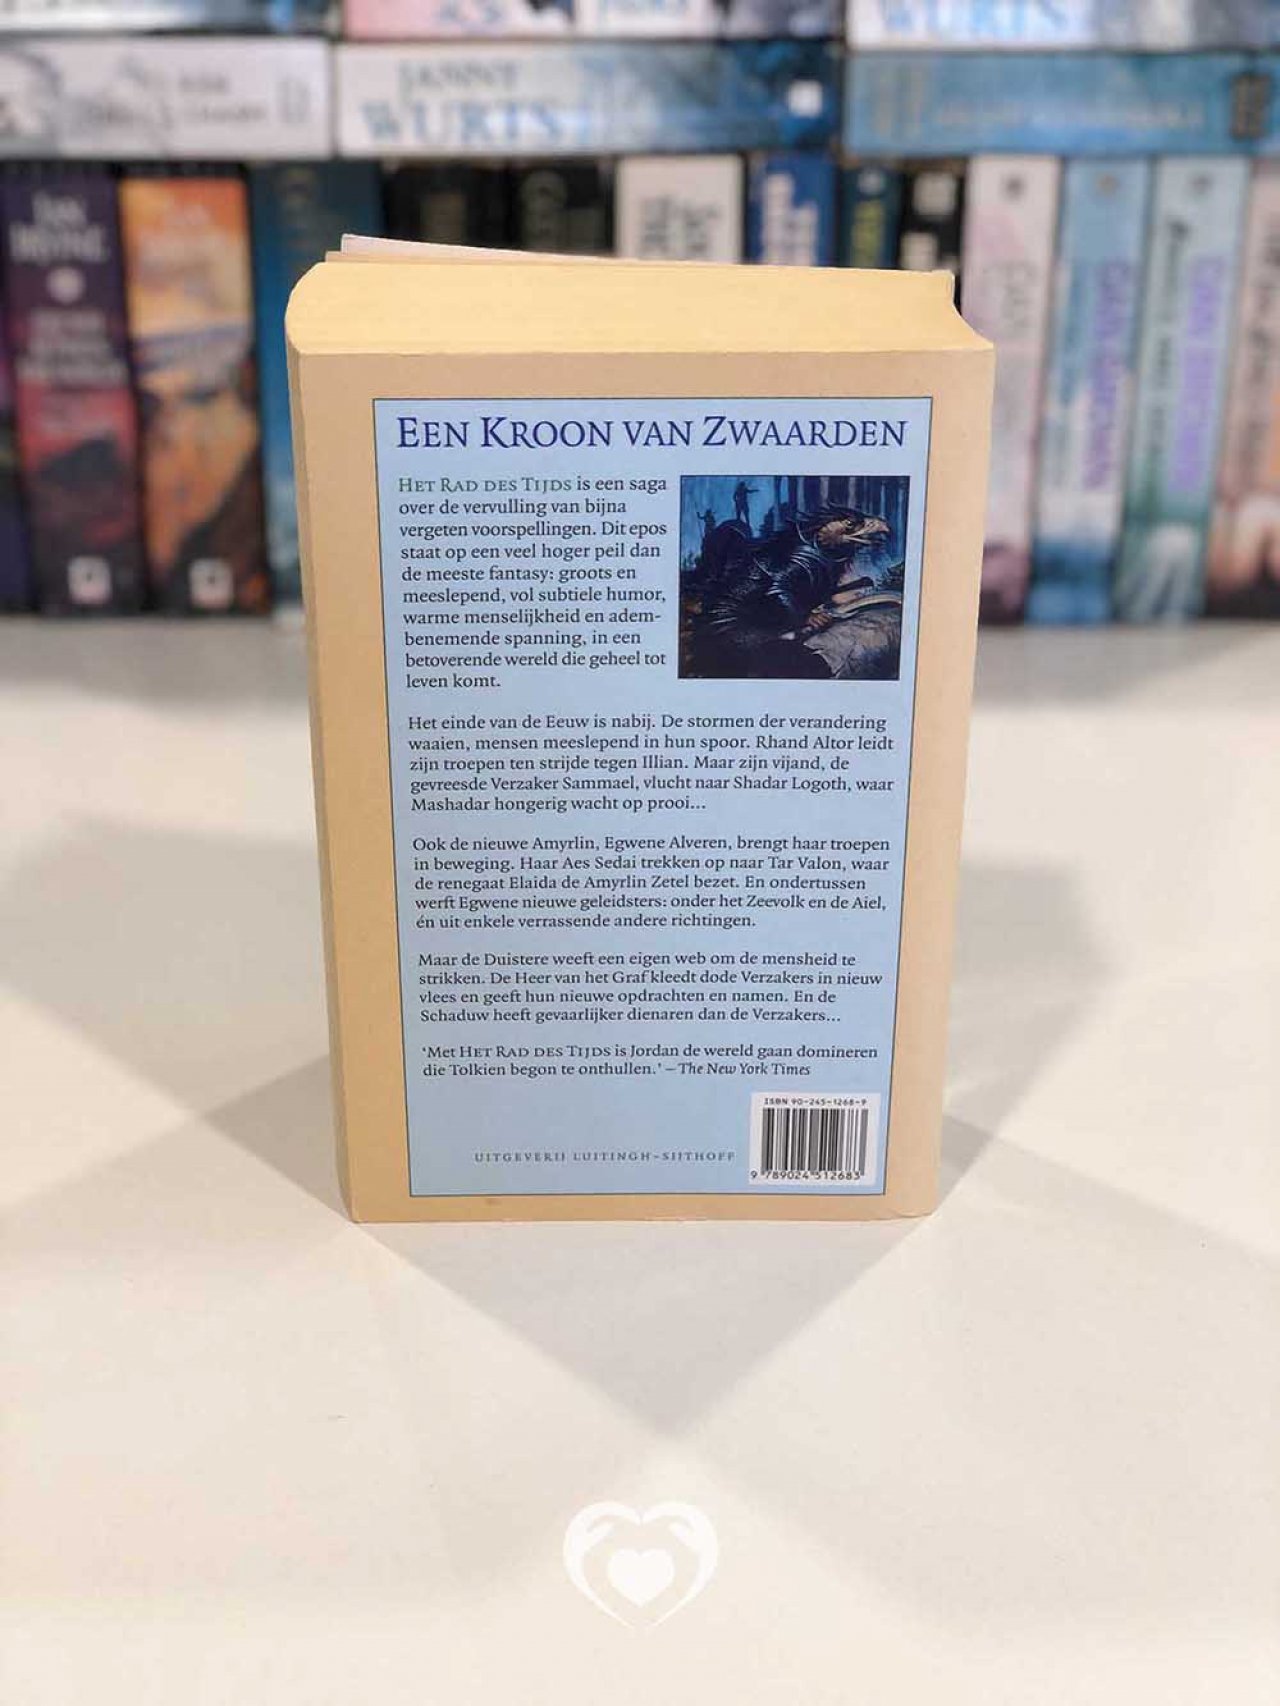 JANNY
WURTS
EEN KROON VAN ZWAARDEN
HET RAD DES TIJDS is een saga
over de vervulling van bijna
vergeten voorspellingen. Dit epos
staat op een veel hoger peil dan
de meeste fantasy: groots en
meeslepend, vol subtiele humor,
warme menselijkheid en adem-
benemende spanning, in een
betoverende wereld die geheel tot
leven komt.
Het einde van de Eeuw is nabij. De stormen der verandering
waaien, mensen meeslepend in hun spoor. Rhand Altor leidt
zijn troepen ten strijde tegen Illian. Maar zijn vijand, de
gevreesde Verzaker Sammael, vlucht naar Shadar Logoth, waar
Mashadar hongerig wacht op prooi...
Ook de nieuwe Amyrlin, Egwene Alveren, brengt haar troepen
in beweging. Haar Aes Sedai trekken op naar Tar Valon, waar
de renegaat Elaida de Amyrlin Zetel bezet. En ondertussen
werft Egwene nieuwe geleidsters: onder het Zeevolk en de Aiel,
én uit enkele verrassende andere richtingen.
Maar de Duistere weeft een eigen web om de mensheid te
strikken. De Heer van het Graf kleedt dode Verzakers in nieuw
vlees en geeft hun nieuwe opdrachten en namen. En de
Schaduw heeft gevaarlijker dienaren dan de Verzakers...
'Met HET RAD DES TIJDS is Jordan de wereld gaan domineren
die Tolkien begon te onthullen.' – The New York Times
ISBN 90-245-1268-9
UITGEVERIJ LUITINGH-SIJTHOFF
9 789024 512683